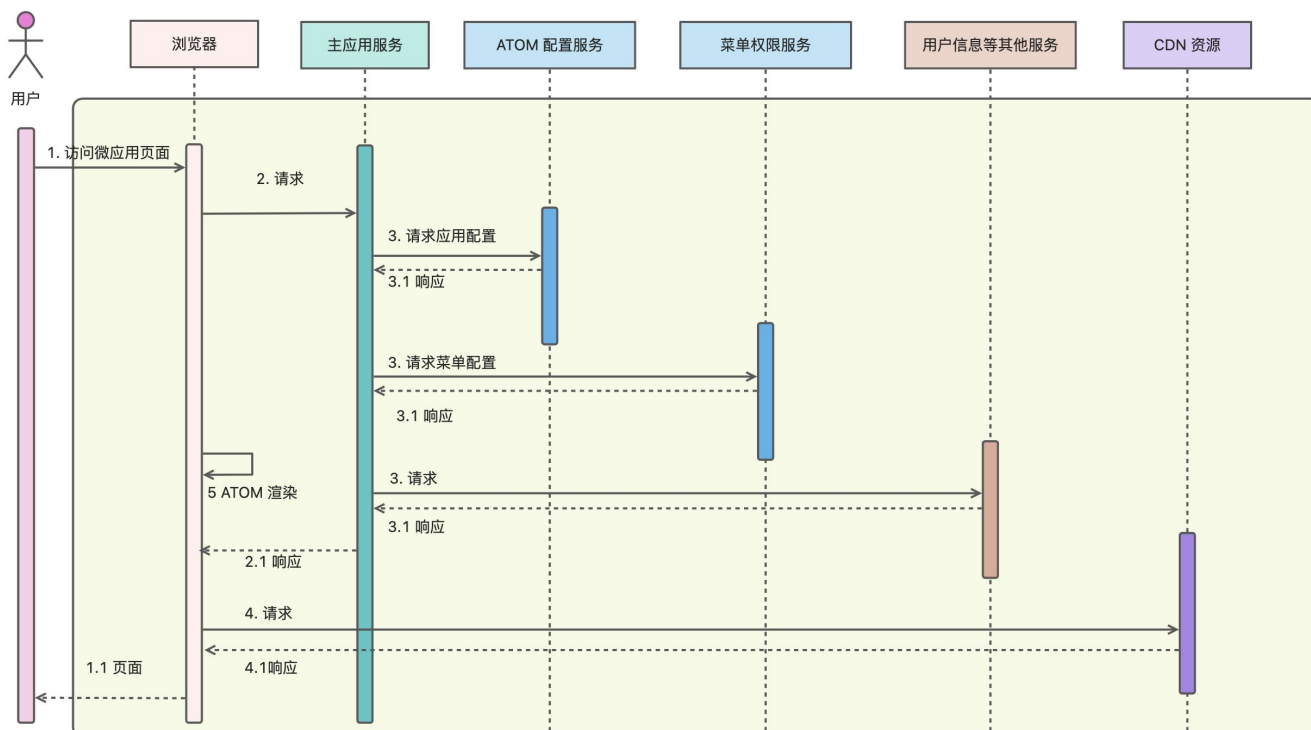 浏览器
主应用服务
ATOM 配置服务
菜单权限服务
用户信息等其他服务
CDN 资源
用户
1. 访问微应用页面
2. 请求
3. 请求应用配置
3.1 响应
3. 请求菜单配置
3.1 响应
3. 请求
5 ATOM 渲染
3.1 响应
2.1 响应
4. 请求
1.1 页面
4.1响应